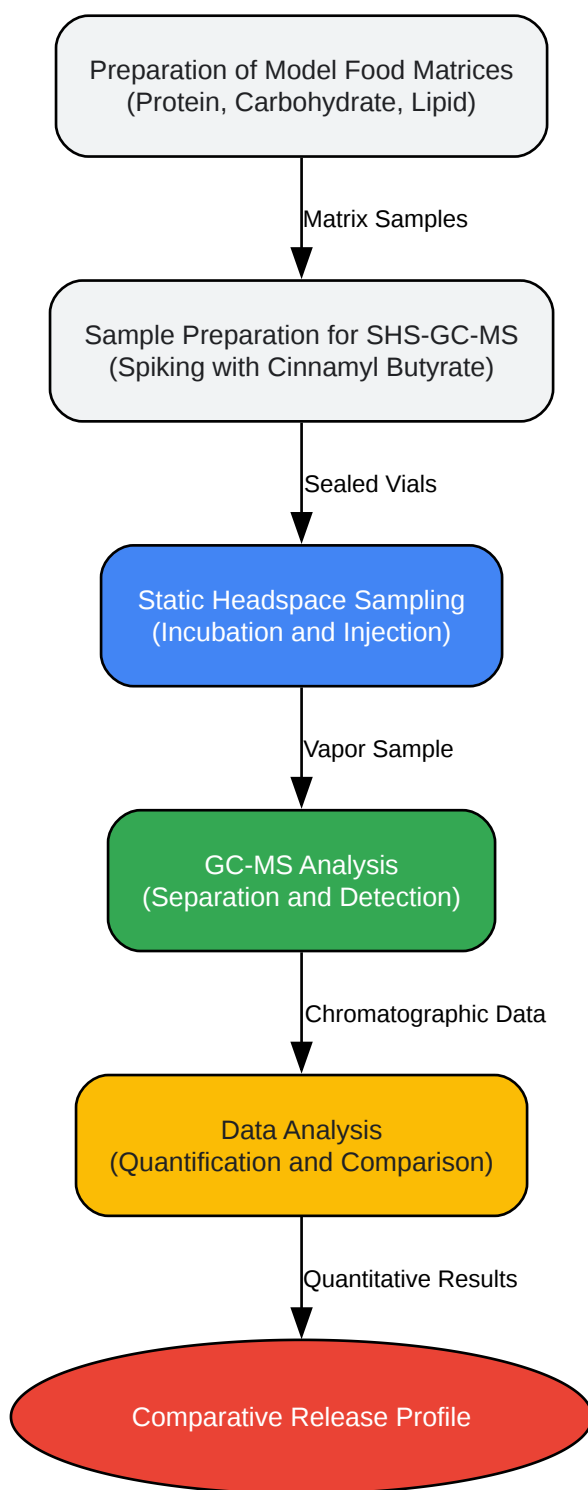 Preparation of Model Food Matrices
(Protein, Carbohydrate, Lipid)
Matrix Samples
Sample Preparation for SHS-GC-MS
(Spiking with Cinnamyl Butyrate)
Sealed Vials
Static Headspace Sampling
(Incubation and Injection)
Vapor Sample
GC-MS Analysis
(Separation and Detection)
Chromatographic Data
Data Analysis
(Quantification and Comparison)
Quantitative Results
Comparative Release Profile